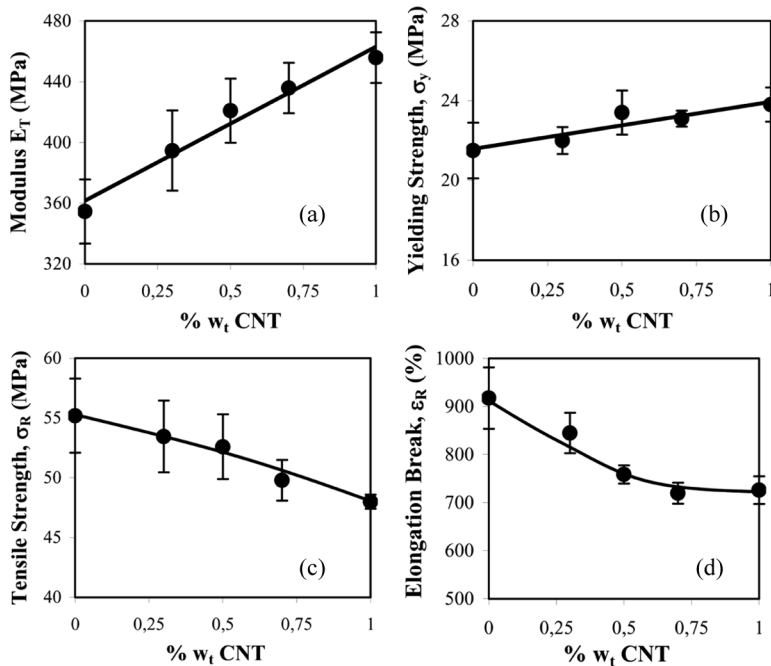 480
440
400
360
320
Modulus E_T (MPa)
(a)
0 0,25 0,5 0,75 1
% w_t CNT
28
24
20
16
Yielding Strength, σ_y (MPa)
(b)
0 0,25 0,5 0,75 1
% w_t CNT
60
55
50
45
40
Tensile Strength, σ_R (MPa)
(c)
0 0,25 0,5 0,75 1
% w_t CNT
1000
900
800
700
600
500
Elongation Break, ε_R (%)
(d)
0 0,25 0,5 0,75 1
% w_t CNT